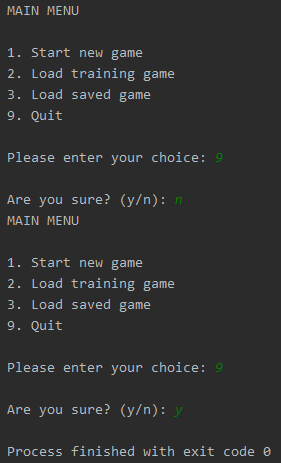 MAIN MENU
1. Start new game
2. Load training game
3. Load saved game
9. Quit
Please enter your choice: 9
Are you sure? (y/n): n
MAIN MENU
1. Start new game
2. Load training game
3. Load saved game
9. Quit
Please enter your choice: 9
Are you sure? (y/n): y
Process finished with exit code 0